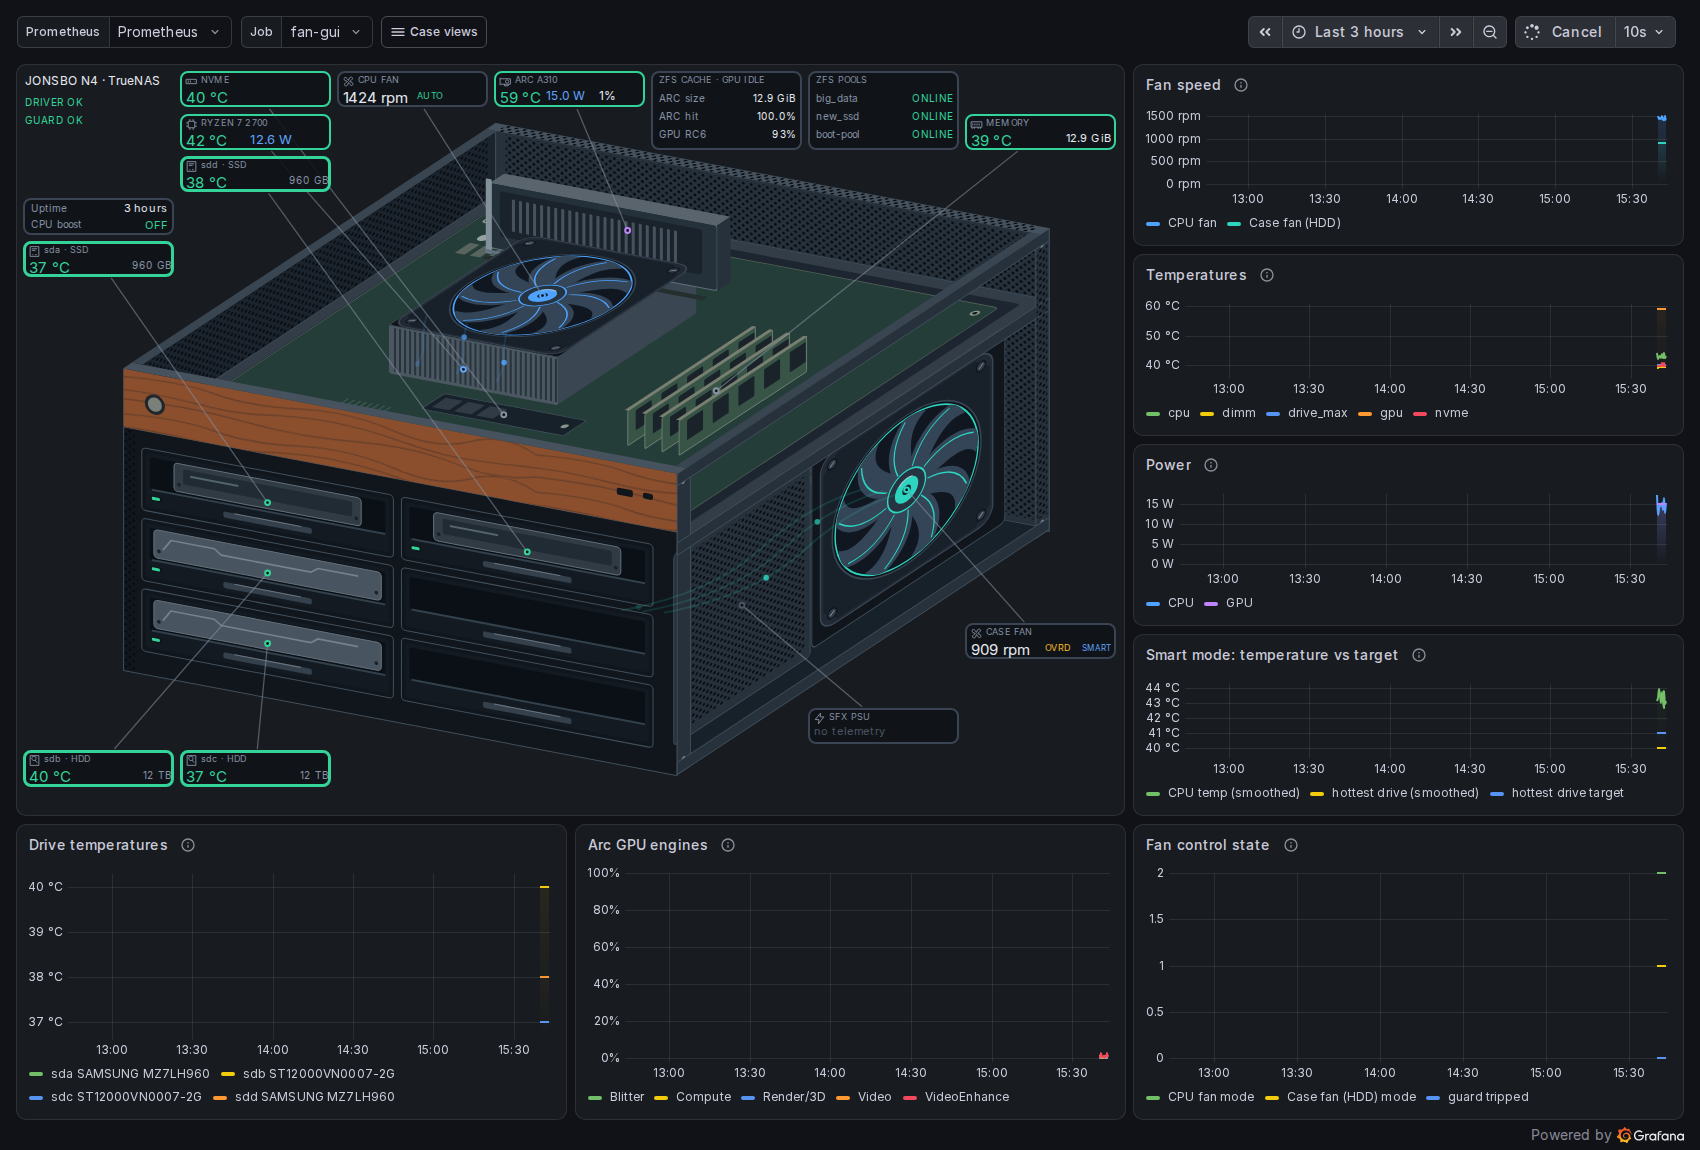 Prometheus Prometheus Job fan-gui Case views Last 3 hours Cancel 10s
JONSBO N4 · TrueNAS
DRIVER OK
GUARD OK
NVME
40 °C
CPU FAN
1424 rpm AUTO
ARC A310
59 °C 15.0 W 1%
ZFS CACHE · GPU IDLE
ARC size 12.9 GiB
ARC hit 100.0%
GPU RC6 93%
ZFS POOLS
big_data ONLINE
new_ssd ONLINE
boot-pool ONLINE
MEMORY
39 °C 12.9 GiB
RYZEN 7 2700
42 °C 12.6 W
sdd · SSD
38 °C 960 GB
Uptime 3 hours
CPU boost OFF
sda · SSD
37 °C 960 GB
CASE FAN
909 rpm OVRD SMART
SFX PSU
no telemetry
sdb · HDD
40 °C 12 TB
sdc · HDD
37 °C 12 TB
Fan speed
1500 rpm
1000 rpm
500 rpm
0 rpm
13:00 13:30 14:00 14:30 15:00 15:30
CPU fan Case fan (HDD)
Temperatures
60 °C
50 °C
40 °C
13:00 13:30 14:00 14:30 15:00 15:30
cpu dimm drive_max gpu nvme
Power
15 W
10 W
5 W
0 W
13:00 13:30 14:00 14:30 15:00 15:30
CPU GPU
Smart mode: temperature vs target
44 °C
43 °C
42 °C
41 °C
40 °C
13:00 13:30 14:00 14:30 15:00 15:30
CPU temp (smoothed) hottest drive (smoothed) hottest drive target
Drive temperatures
40 °C
39 °C
38 °C
37 °C
13:00 13:30 14:00 14:30 15:00 15:30
sda SAMSUNG MZ7LH960 sdb ST12000VN0007-2G
sdc ST12000VN0007-2G sdd SAMSUNG MZ7LH960
Arc GPU engines
100%
80%
60%
40%
20%
0%
13:00 13:30 14:00 14:30 15:00 15:30
Blitter Compute Render/3D Video VideoEnhance
Fan control state
2
1.5
1
0.5
0
13:00 13:30 14:00 14:30 15:00 15:30
CPU fan mode Case fan (HDD) mode guard tripped
Powered by Grafana